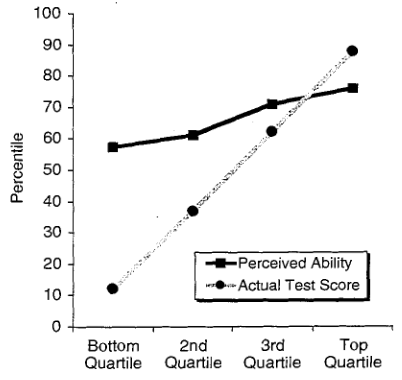 100
90
80
70
60
50
40
30
20
10
0
Percentile
Perceived Ability
Actual Test Score
Bottom Quartile
2nd Quartile
3rd Quartile
Top Quartile